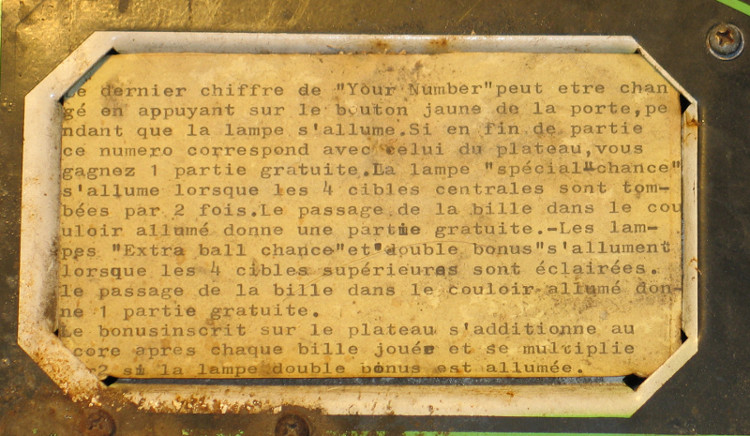 Le dernier chiffre de "Your Number"peut etre chan
gé en appuyant sur le bouton jaune de la porte,pe
ndant que la lampe s'allume.Si en fin de partie
ce numero correspond avec celui du plateau,vous
gagnez 1 partie gratuite.La lampe "spécial chance"
s'allume lorsque les 4 cibles centrales sont tom-
bées par 2 fois.Le passage de la bille dans le cou
uloir allumé donne une partie gratuite.-Les lam-
pes "Extra ball chance"et"double bonus"s'allument
lorsque les 4 cibles supérieures sont éclairées.
le passage de la bille dans le couloir allumé don-
ne 1 partie gratuite.
Le bonusinscrit sur le plateau s'additionne au
core apres chaque bille jouée et se multiplie
2 si la lampe double bonus est allumée.